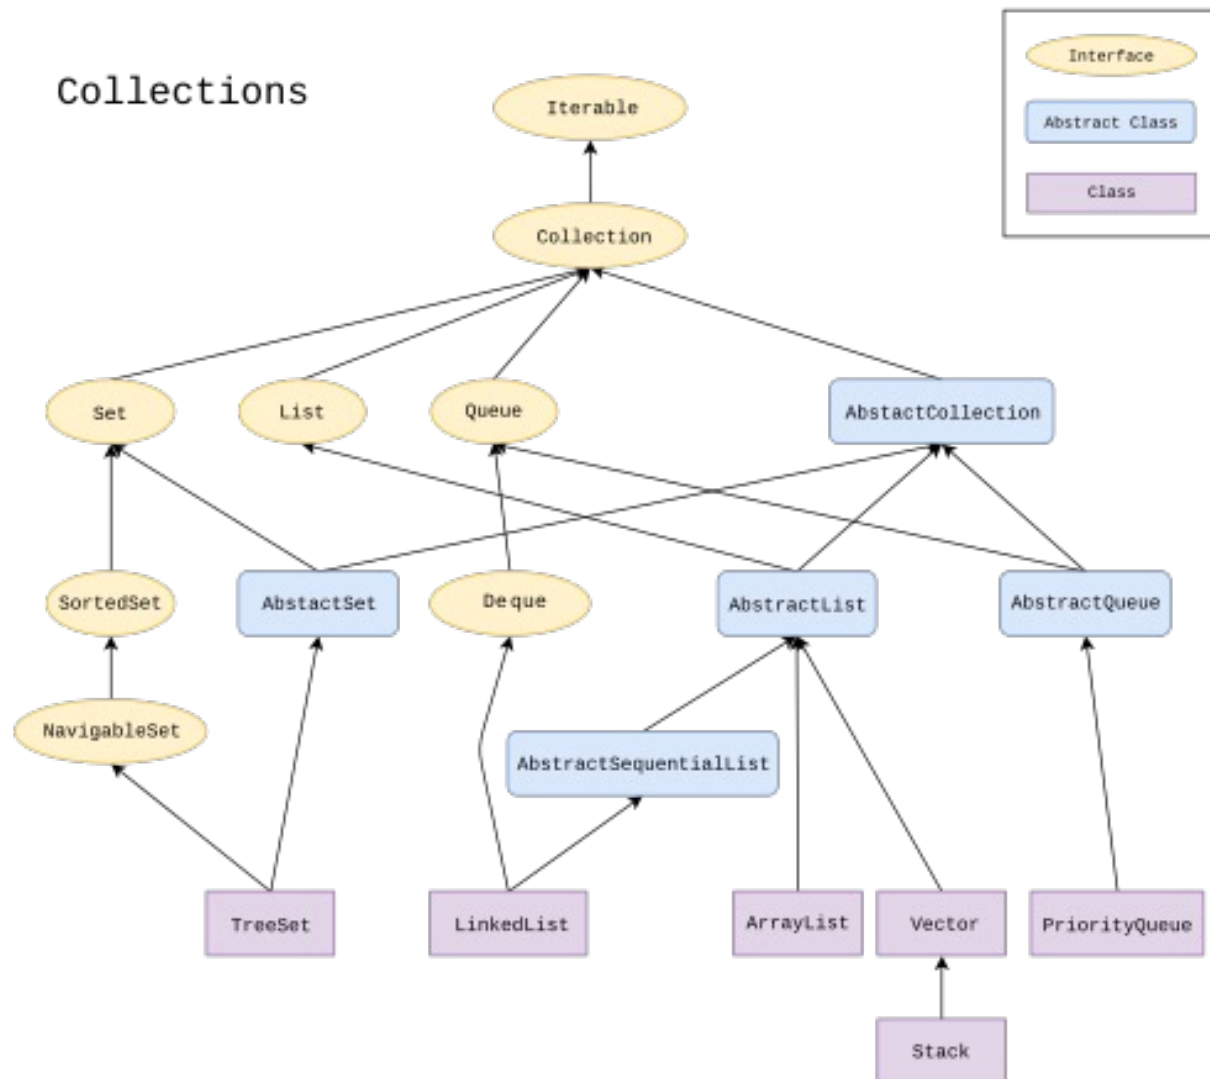 Collections
Interface
Abstract Class
Class
Iterable
Collection
Set
List
Queue
AbstactCollection
SortedSet
AbstactSet
Deque
AbstractList
AbstractQueue
NavigableSet
AbstractSequentialList
TreeSet
LinkedList
ArrayList
Vector
PriorityQueue
Stack